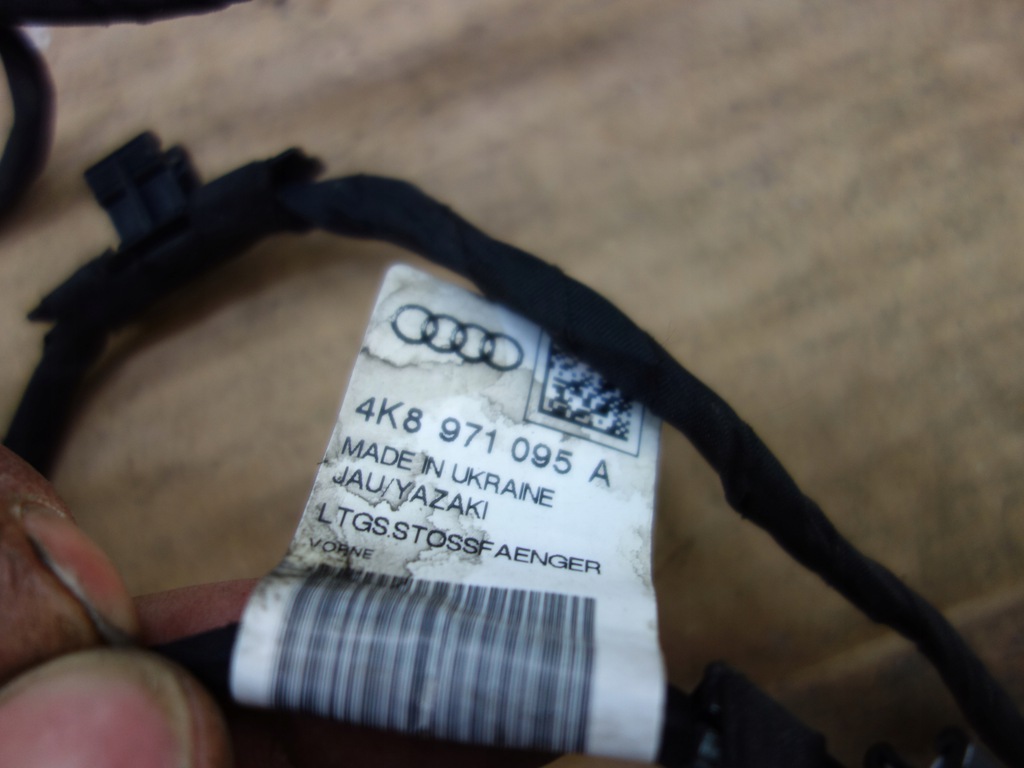 4K8 971 095 A
MADE IN UKRAINE
JAU/YAZAKI
LTGS.STOSSFAENGER
VORNE